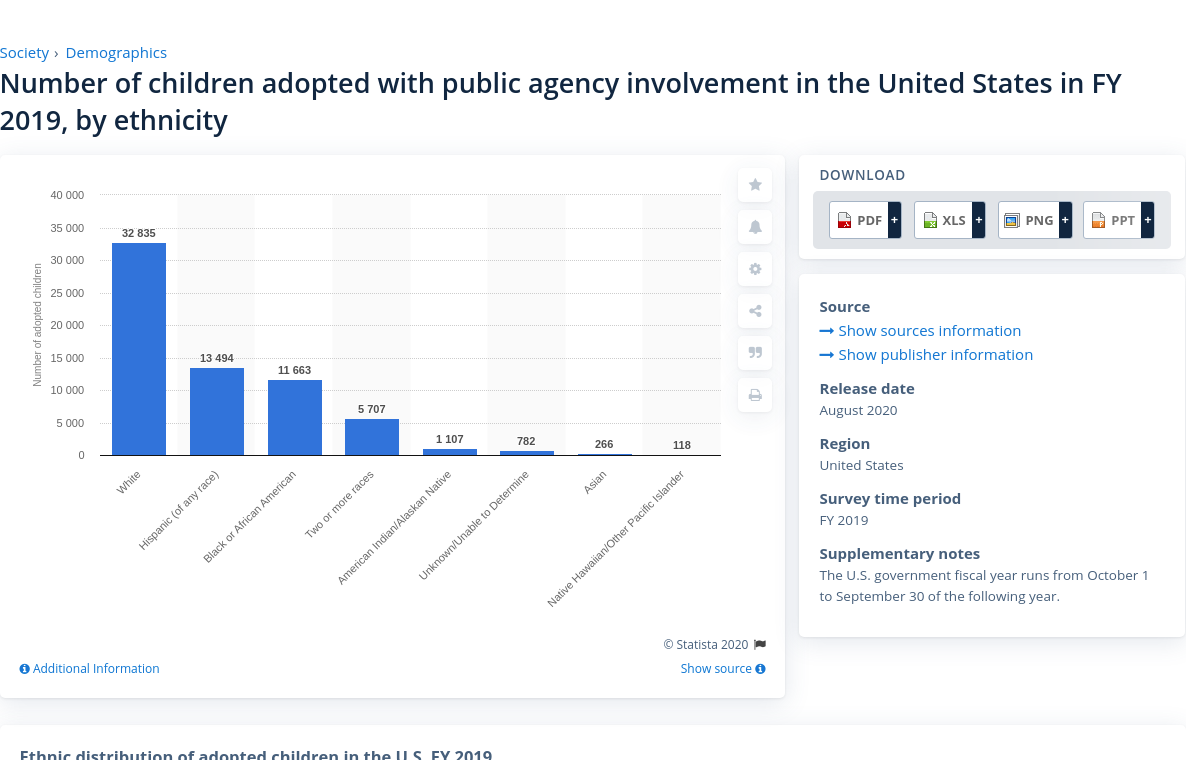 Society › Demographics
Number of children adopted with public agency involvement in the United States in FY
2019, by ethnicity
Number of adopted children
40 000
35 000
30 000
25 000
20 000
15 000
10 000
5 000
0
32 835
13 494
11 663
5 707
1 107
782
266
118
White
Hispanic (of any race)
Black or African American
Two or more races
American Indian/Alaskan Native
Unknown/Unable to Determine
Asian
Native Hawaiian/Other Pacific Islander
© Statista 2020
Additional Information
Show source
DOWNLOAD
PDF + XLS + PNG + PPT +
Source
Show sources information
Show publisher information
Release date
August 2020
Region
United States
Survey time period
FY 2019
Supplementary notes
The U.S. government fiscal year runs from October 1
to September 30 of the following year.
Ethnic distribution of adopted children in the U.S. FY 2019